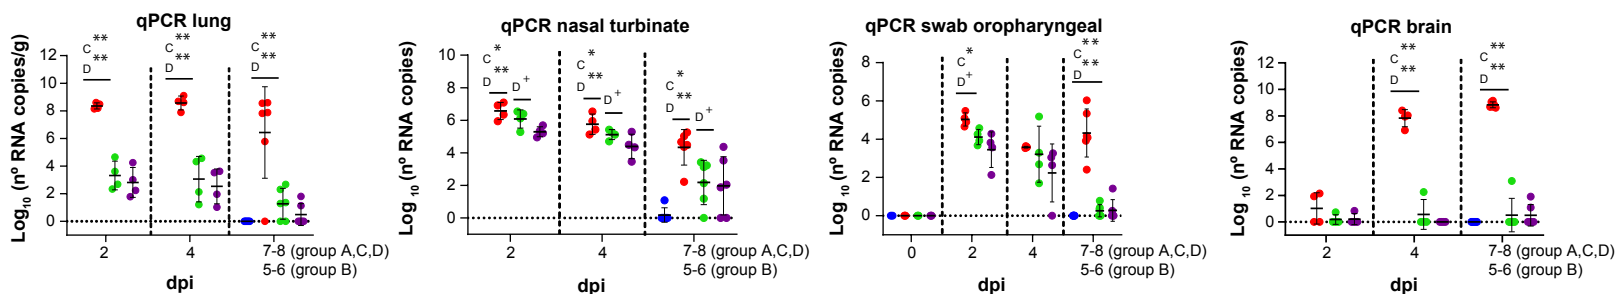 qPCR lung
Log10 (nº RNA copies/g)
12
10
8
6
4
2
0
C **
D **
C **
D **
C **
D **
2
4
7-8 (group A,C,D)
5-6 (group B)
dpi
qPCR nasal turbinate
Log 10 (nº RNA copies)
10
8
6
4
2
0
C *
D **
D +
C *
D **
D +
C *
D **
D +
2
4
7-8 (group A,C,D)
5-6 (group B)
dpi
qPCR swab oropharyngeal
Log 10 (nº RNA copies)
8
6
4
2
0
C *
D +
C **
D **
0
2
4
7-8 (group A,C,D)
5-6 (group B)
dpi
qPCR brain
Log 10 (nº RNA copies)
12
10
8
6
4
2
0
C **
D **
C **
D **
2
4
7-8 (group A,C,D)
5-6 (group B)
dpi